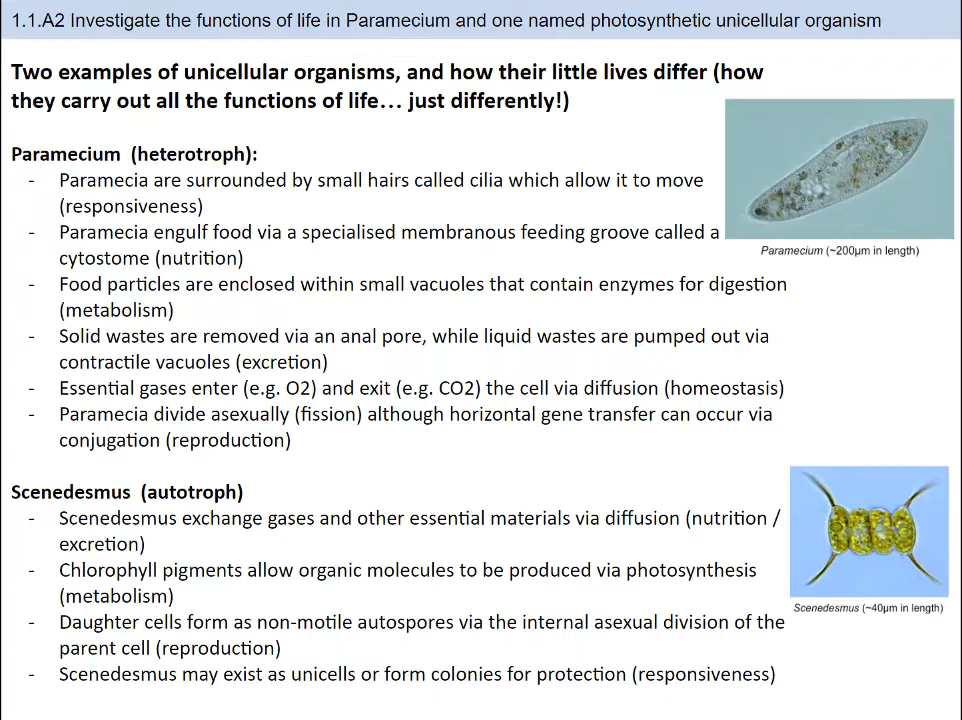 1.1.A2 Investigate the functions of life in Paramecium and one named photosynthetic unicellular organism
Two examples of unicellular organisms, and how their little lives differ (how
they carry out all the functions of life... just differently!)
Paramecium  (heterotroph):
- Paramecia are surrounded by small hairs called cilia which allow it to move
(responsiveness)
- Paramecia engulf food via a specialised membranous feeding groove called a
cytostome (nutrition)
- Food particles are enclosed within small vacuoles that contain enzymes for digestion
(metabolism)
- Solid wastes are removed via an anal pore, while liquid wastes are pumped out via
contractile vacuoles (excretion)
- Essential gases enter (e.g. O2) and exit (e.g. CO2) the cell via diffusion (homeostasis)
- Paramecia divide asexually (fission) although horizontal gene transfer can occur via
conjugation (reproduction)
Paramecium (~200µm in length)
Scenedesmus  (autotroph)
- Scenedesmus exchange gases and other essential materials via diffusion (nutrition /
excretion)
- Chlorophyll pigments allow organic molecules to be produced via photosynthesis
(metabolism)
- Daughter cells form as non-motile autospores via the internal asexual division of the
parent cell (reproduction)
- Scenedesmus may exist as unicells or form colonies for protection (responsiveness)
Scenedesmus (~40µm in length)